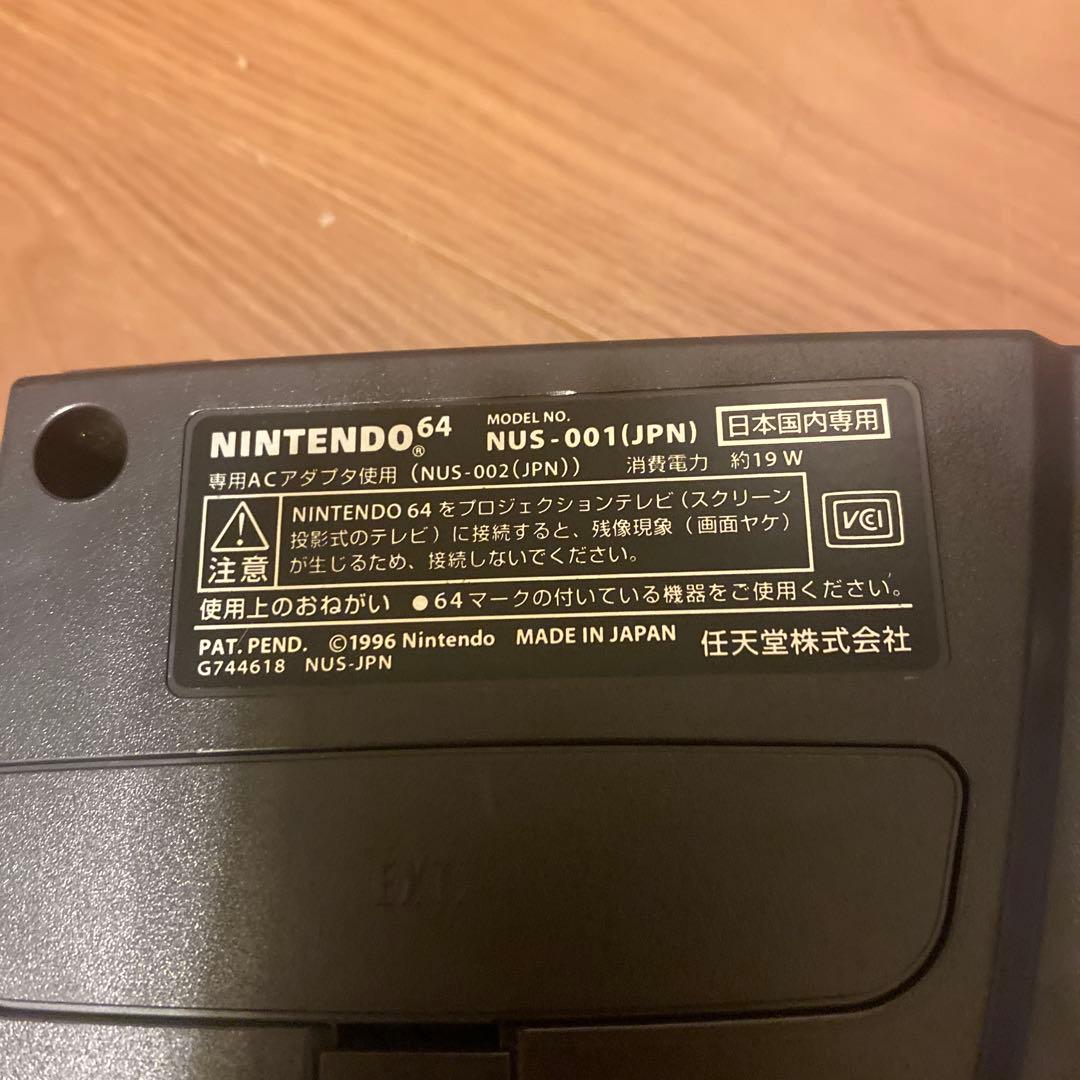 NINTENDO®64 MODEL NO. NUS-001(JPN) 日本国内専用
専用ACアダプタ使用（NUS-002(JPN)） 消費電力 約19W
注意
NINTENDO 64をプロジェクションテレビ（スクリーン
投影式のテレビ）に接続すると、残像現象（画面ヤケ）
が生じるため、接続しないでください。
VCI
使用上のおねがい ●64マークの付いている機器をご使用ください。
PAT. PEND. ©1996 Nintendo MADE IN JAPAN 任天堂株式会社
G744618 NUS-JPN
EXT.